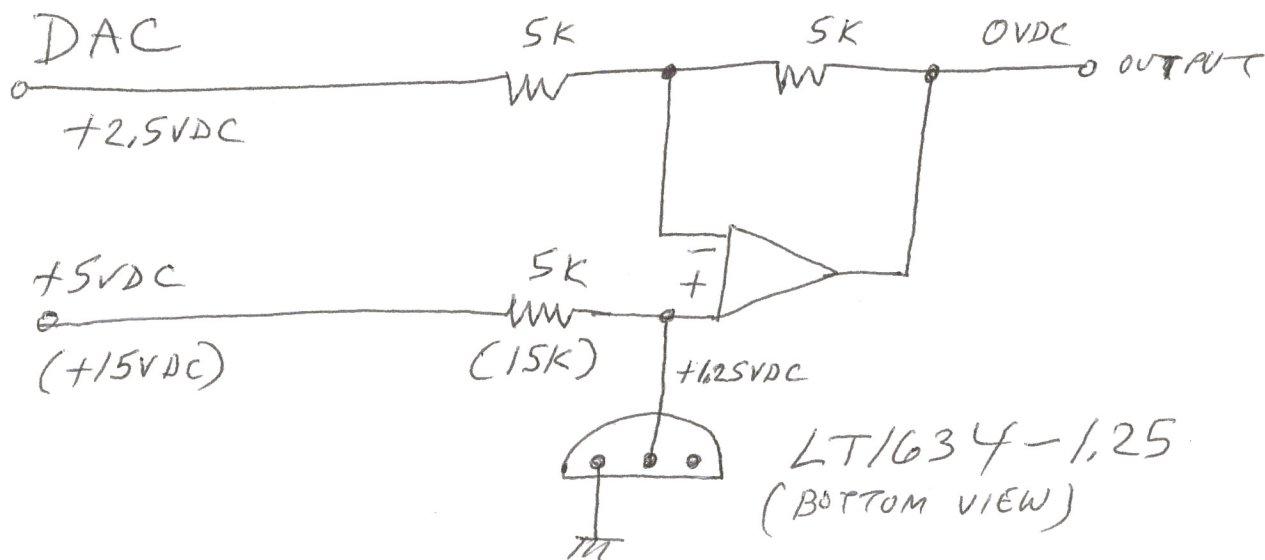 DAC 5K 5K 0VDC
OUTPUT
+2,5VDC
+5VDC 5K
− +
(+15VDC) (15K) +1.25VDC
LT1634-1,25
(BOTTOM VIEW)